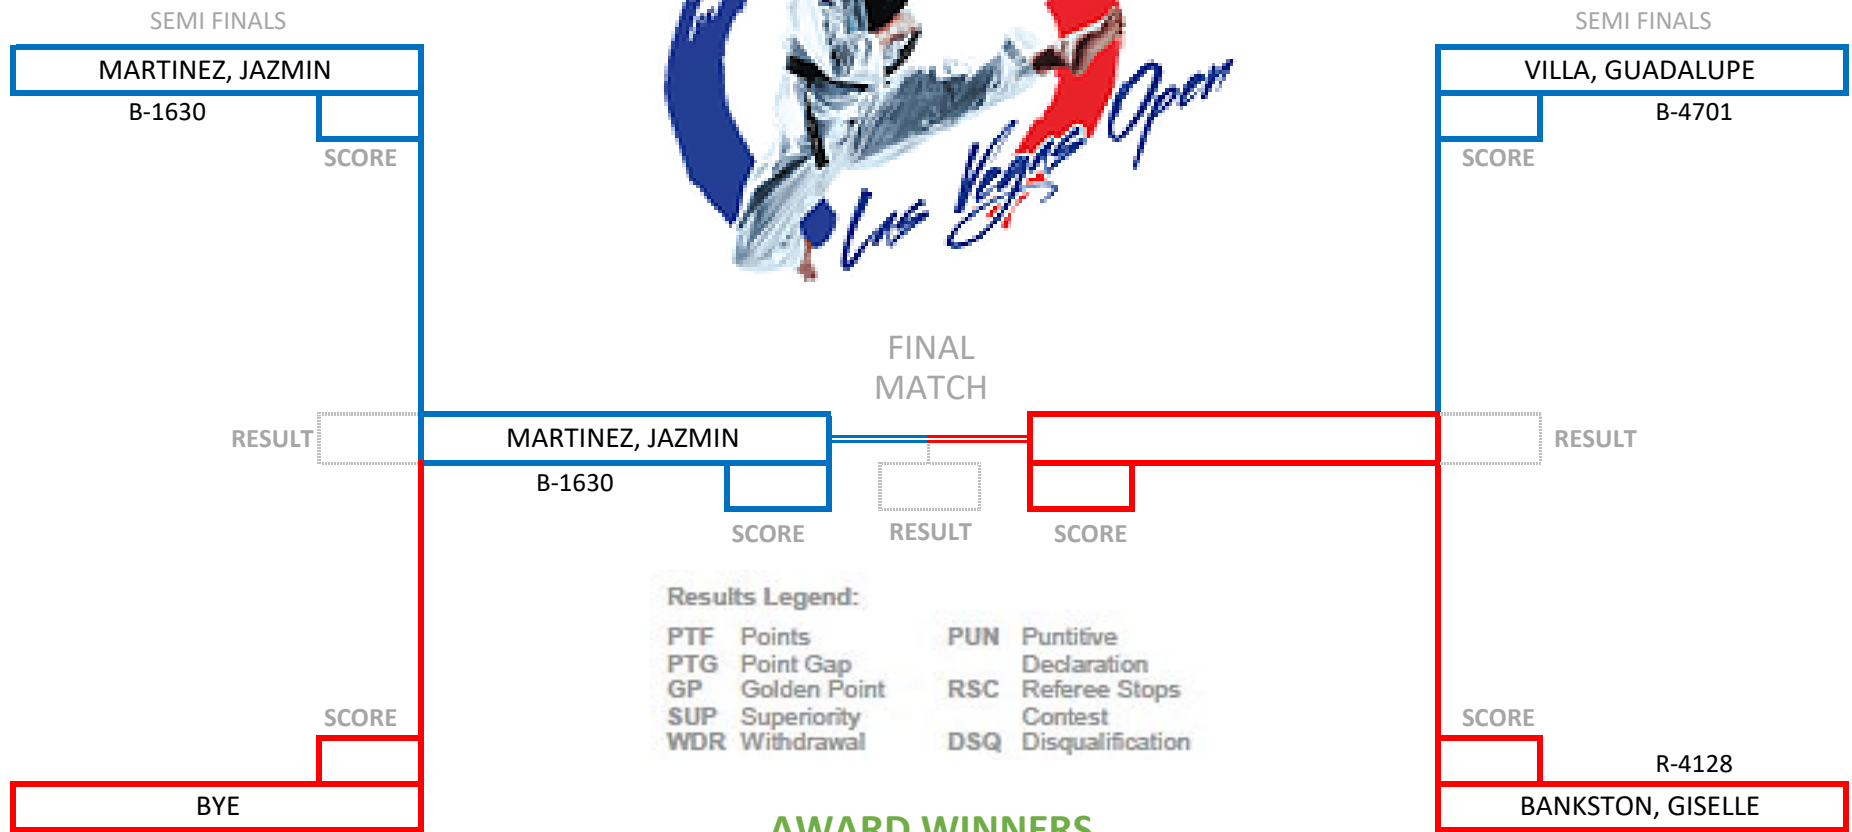 SEMI FINALS
SEMI FINALS
MARTINEZ, JAZMIN
VILLA, GUADALUPE
B-1630
B-4701
SCORE
SCORE
Las Vegas Open
FINAL
MATCH
RESULT
MARTINEZ, JAZMIN
RESULT
B-1630
SCORE
RESULT
SCORE
Results Legend:
PTF Points
PUN Puntitive
PTG Point Gap
Declaration
GP Golden Point
RSC Referee Stops
SUP Superiority
Contest
WDR Withdrawal
DSQ Disqualification
SCORE
SCORE
R-4128
BYE
BANKSTON, GISELLE
AWARD WINNERS